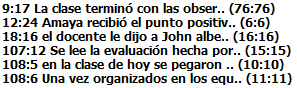 9:17 La clase terminó con las obser.. (76:76)
12:24 Amaya recibió el punto positiv.. (6:6)
18:16 el docente le dijo a John albe.. (16:16)
107:12 Se lee la evaluación hecha por.. (15:15)
108:5 en la clase de hoy se pegaron .. (10:10)
108:6 Una vez organizados en los equ.. (11:11)